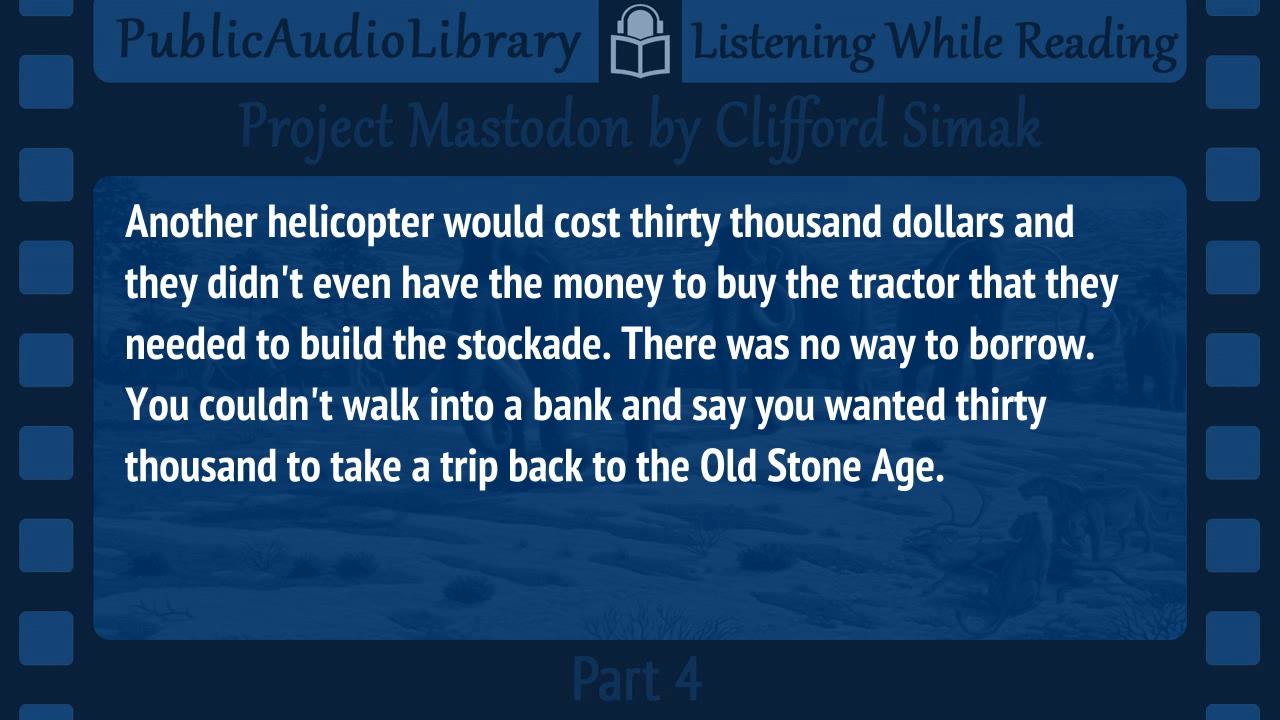 PublicAudioLibrary Listening While Reading
Project Mastodon by Clifford Simak
Another helicopter would cost thirty thousand dollars and
they didn't even have the money to buy the tractor that they
needed to build the stockade. There was no way to borrow.
You couldn't walk into a bank and say you wanted thirty
thousand to take a trip back to the Old Stone Age.
Part 4